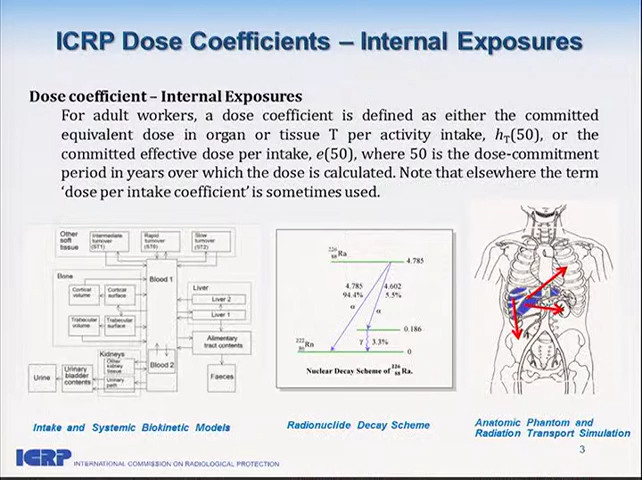 ICRP Dose Coefficients – Internal Exposures
Dose coefficient – Internal Exposures
For adult workers, a dose coefficient is defined as either the committed
equivalent dose in organ or tissue T per activity intake, hT(50), or the
committed effective dose per intake, e(50), where 50 is the dose-commitment
period in years over which the dose is calculated. Note that elsewhere the term
'dose per intake coefficient' is sometimes used.
Other
soft
tissue
Intermediate
turnover
(ST1)
Rapid
turnover
(ST0)
Slow
turnover
(ST2)
Blood 1
Bone
Cortical
volume
Cortical
surface
Trabecular
volume
Trabecular
surface
Liver
Liver 2
Liver 1
Kidneys
Other
kidney
tissue
Urinary
path
Urinary
bladder
contents
Urine
Blood 2
Alimentary
tract contents
Faeces
Intake and Systemic Biokinetic Models
226
88 Ra
4.785
4.785
94.4%
α
4.602
5.5%
α
0.186
γ 3.3%
222
86 Rn
0
Nuclear Decay Scheme of 226
88 Ra.
Radionuclide Decay Scheme
Anatomic Phantom and
Radiation Transport Simulation
3
ICRP INTERNATIONAL COMMISSION ON RADIOLOGICAL PROTECTION